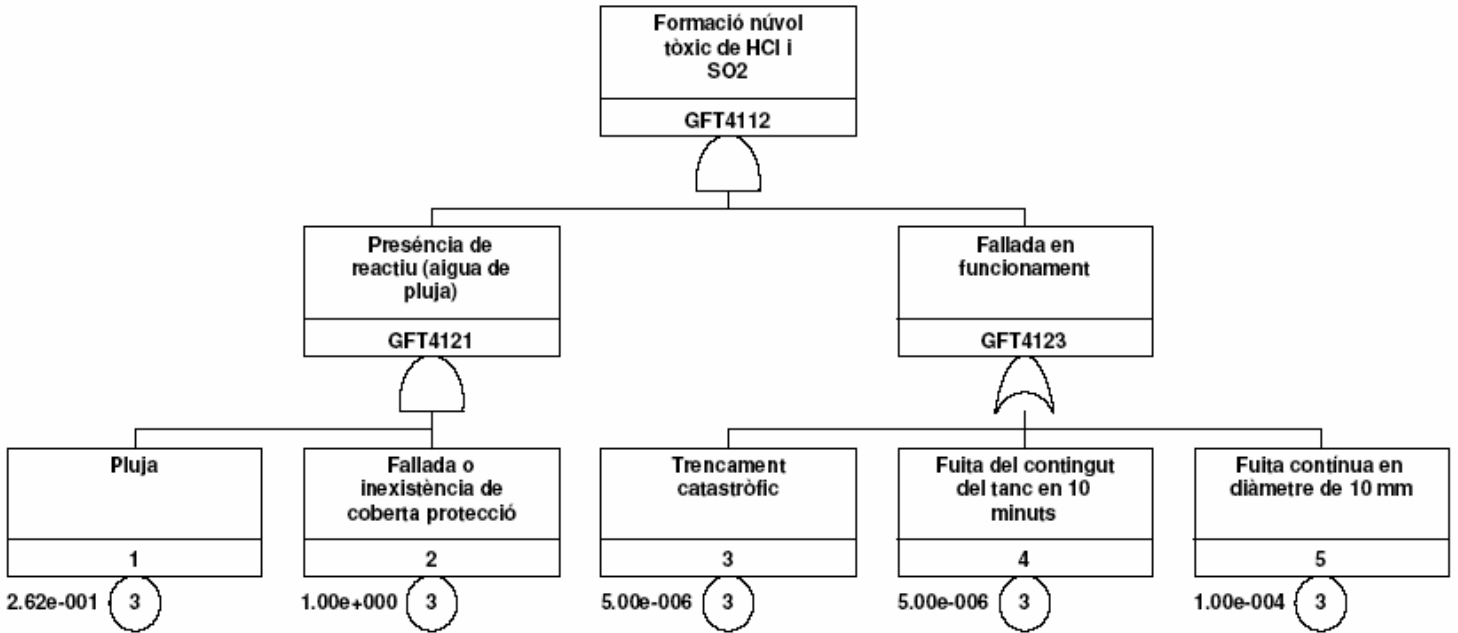 Formació núvol
tòxic de HCl i
SO2
GFT4112
Preséncia de
reactiu (aigua de
pluja)
GFT4121
Fallada en
funcionament
GFT4123
Pluja
1
2.62e-001
3
Fallada o
inexistència de
coberta protecció
2
1.00e+000
3
Trencament
catastròfic
3
5.00e-006
3
Fuita del contingut
del tanc en 10
minuts
4
5.00e-006
3
Fuita contínua en
diàmetre de 10 mm
5
1.00e-004
3